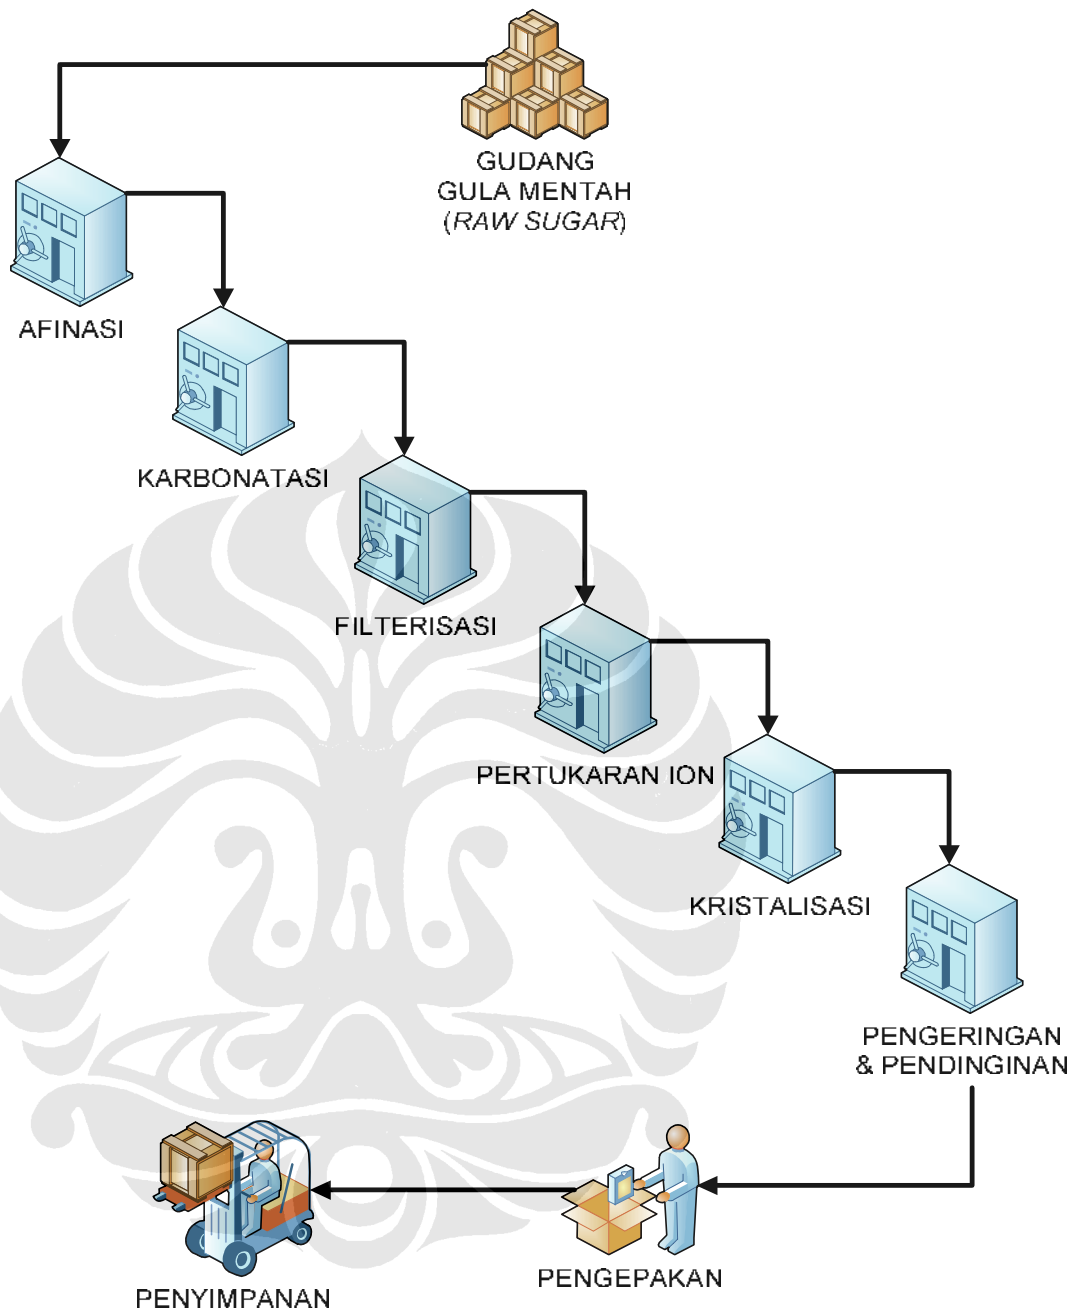 GUDANG
GULA MENTAH
(RAW SUGAR)
AFINASI
KARBONATASI
FILTERISASI
PERTUKARAN ION
KRISTALISASI
PENGERINGAN
& PENDINGINAN
PENGEPAKAN
PENYIMPANAN